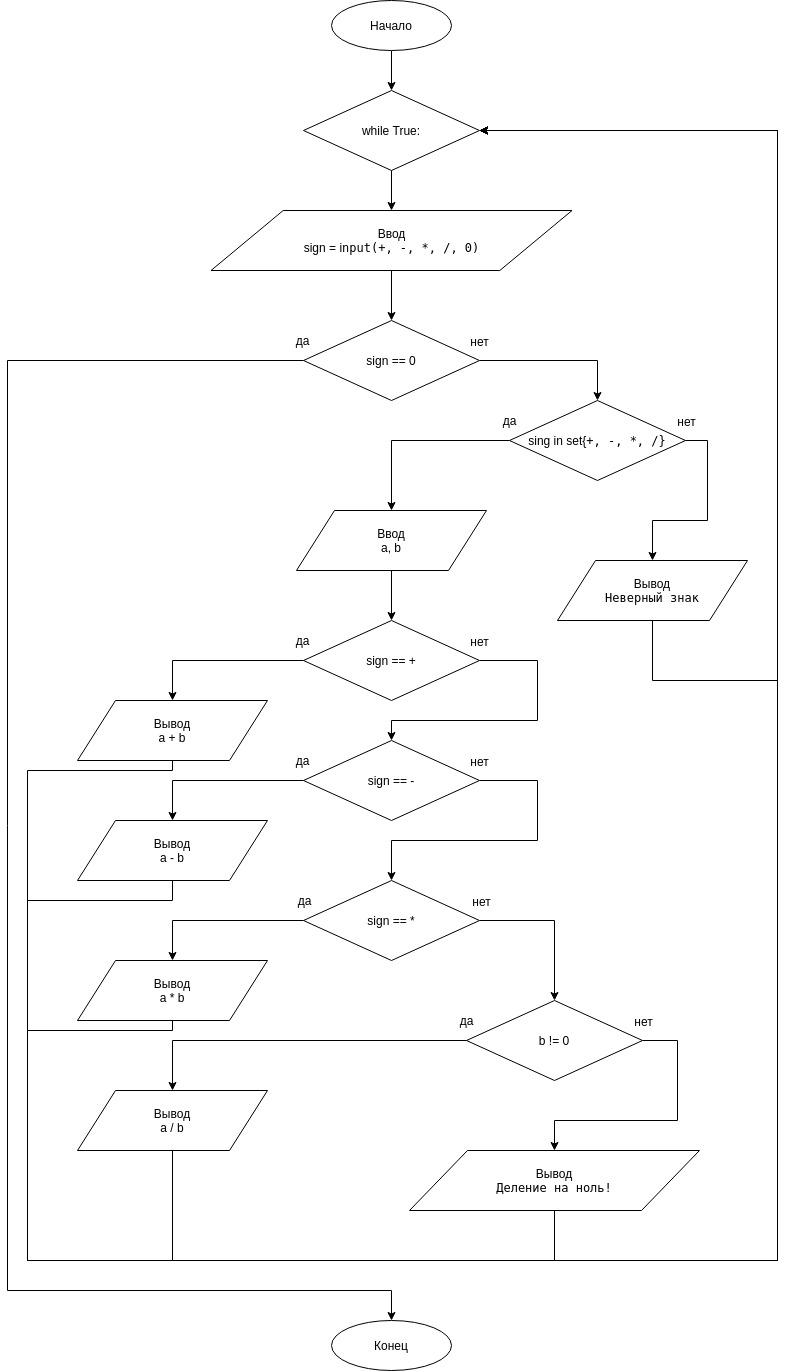 Начало
while True:
Ввод
sign = input(+, -, *, /, 0)
да
нет
sign == 0
да
нет
sing in set{+, -, *, /}
Ввод
a, b
Вывод
Неверный знак
да
нет
sign == +
Вывод
a + b
да
нет
sign == -
Вывод
a - b
да
нет
sign == *
Вывод
a * b
да
нет
b != 0
Вывод
a / b
Вывод
Деление на ноль!
Конец